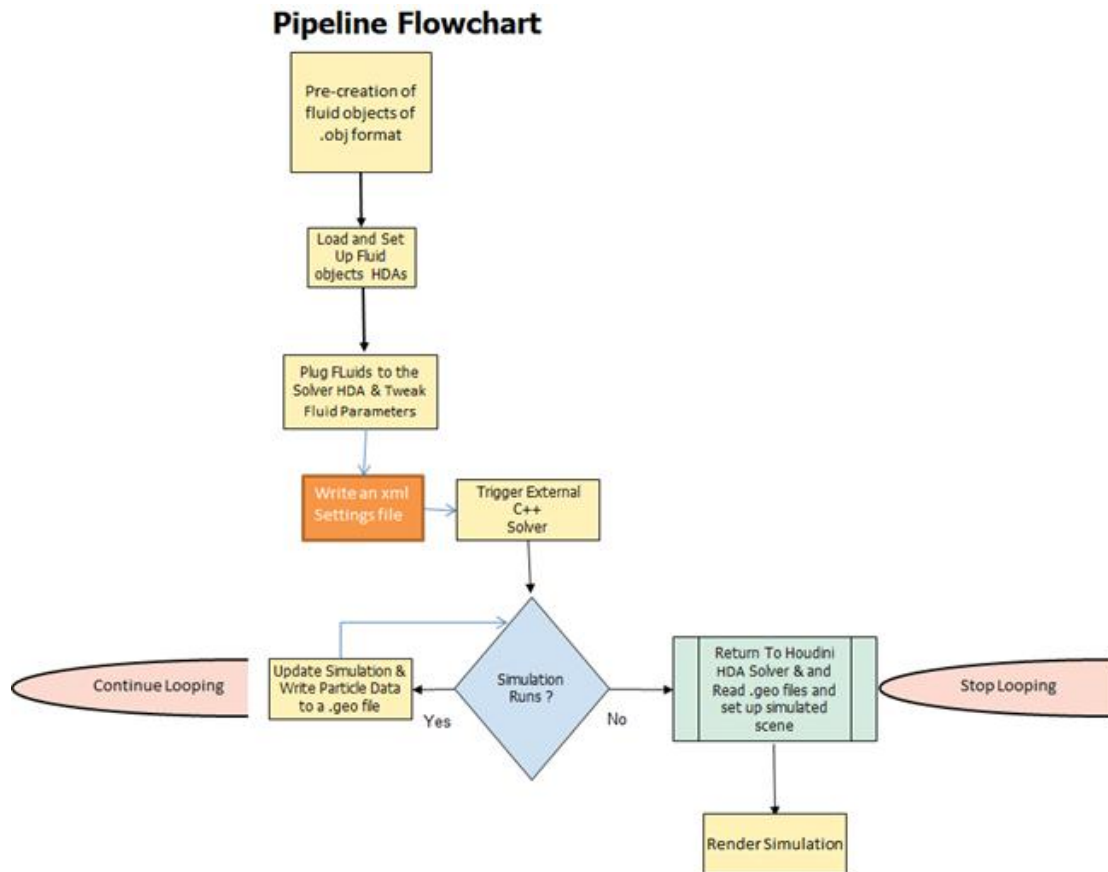 Pipeline Flowchart
Pre-creation of
fluid objects of
.obj format
Load and Set
Up Fluid
objects HDAs
Plug FLuids to the
Solver HDA & Tweak
Fluid Parameters
Write an xml
Settings file
Trigger External
C++
Solver
Continue Looping
Update Simulation &
Write Particle Data
to a .geo file
Yes
Simulation
Runs ?
No
Return To Houdini
HDA Solver & and
Read .geo files and
set up simulated
scene
Stop Looping
Render Simulation